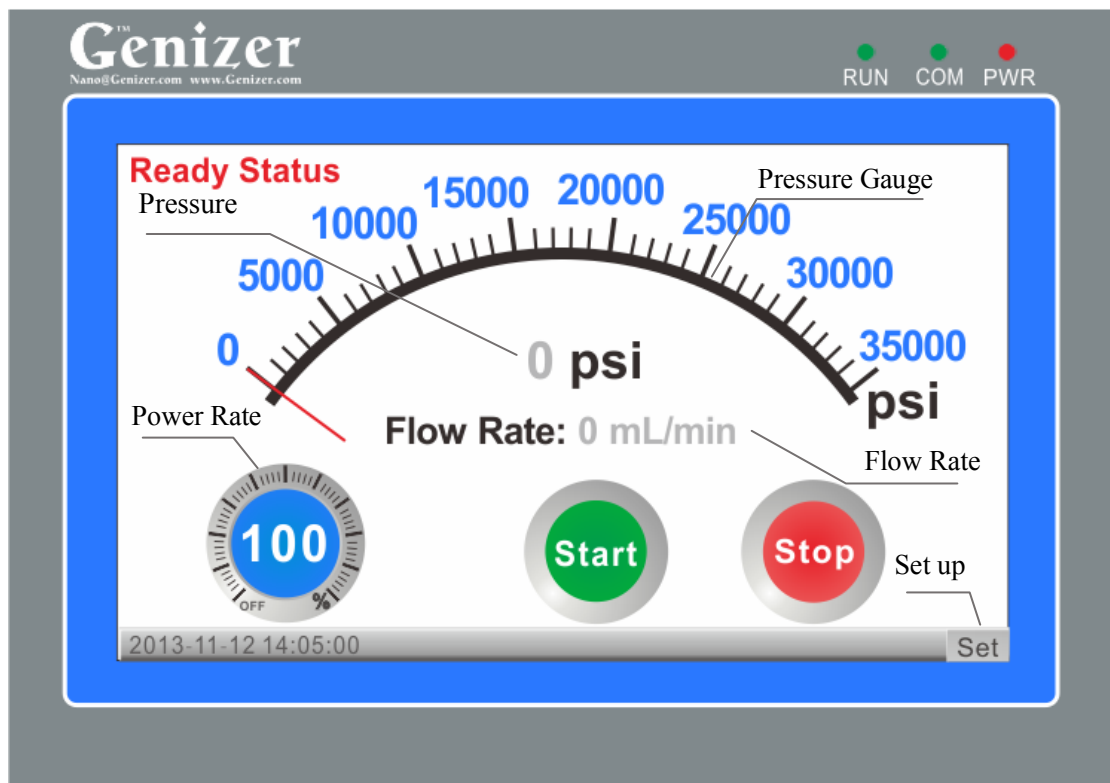 Genizer™
Nano@Genizer.com www.Genizer.com
RUN COM PWR
Ready Status
Pressure
Pressure Gauge
0
5000
10000
15000
20000
25000
30000
35000
psi
0 psi
Power Rate
Flow Rate: 0 mL/min
Flow Rate
100
OFF %
Start
Stop
Set up
2013-11-12 14:05:00
Set